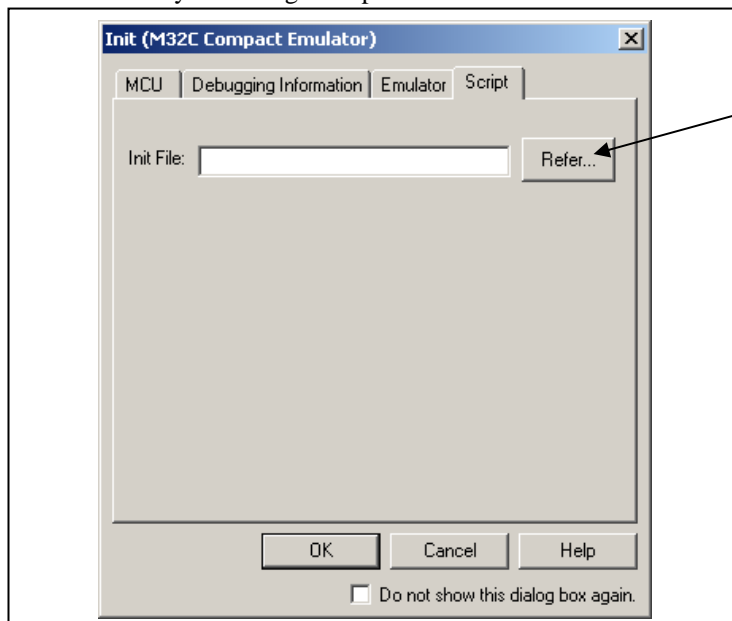 Init (M32C Compact Emulator)
MCU Debugging Information Emulator Script
Init File: Refer...
OK Cancel Help
Do not show this dialog box again.